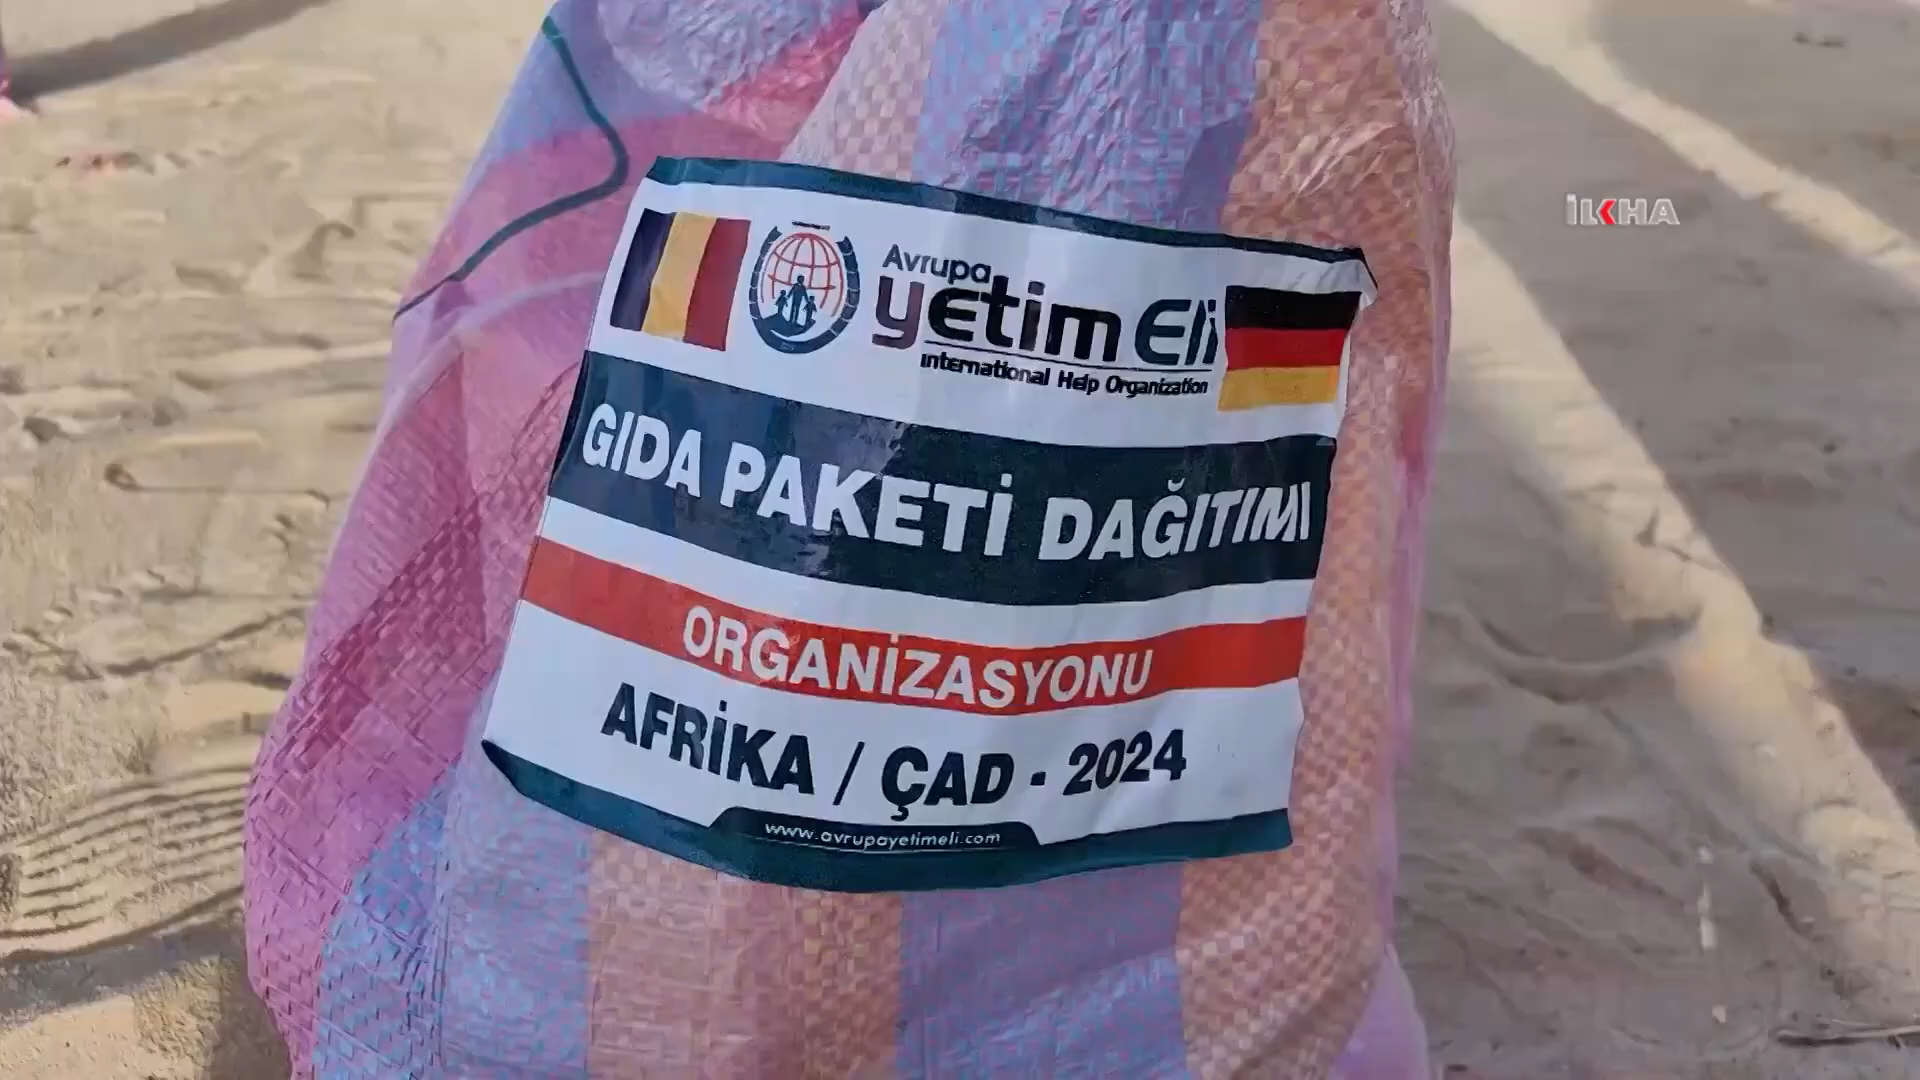 İLKHA
Avrupa
yetim Eli
International Help Organization
GIDA PAKETİ DAĞITIMI
ORGANİZASYONU
AFRİKA / ÇAD - 2024
www.avrupayetimeli.com